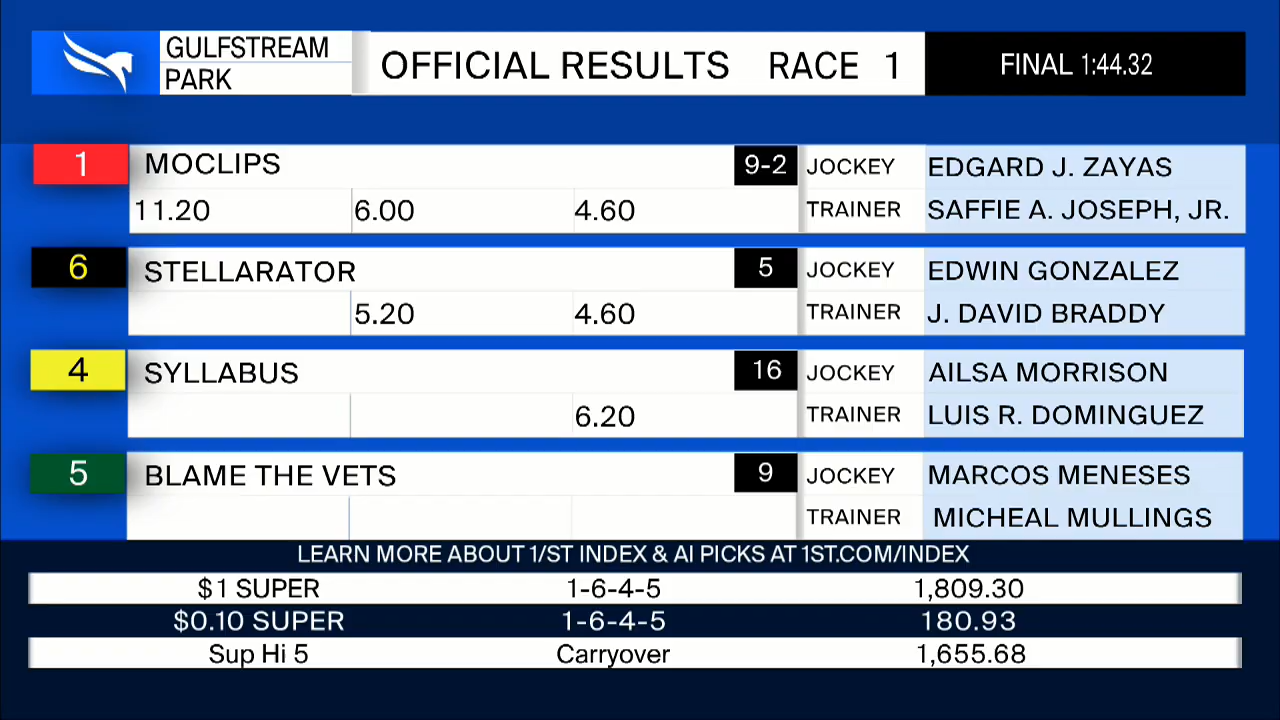 GULFSTREAM PARK OFFICIAL RESULTS RACE 1 FINAL 1:44.32
1 MOCLIPS 9-2 JOCKEY EDGARD J. ZAYAS
11.20 6.00 4.60 TRAINER SAFFIE A. JOSEPH, JR.
6 STELLARATOR 5 JOCKEY EDWIN GONZALEZ
5.20 4.60 TRAINER J. DAVID BRADDY
4 SYLLABUS 16 JOCKEY AILSA MORRISON
6.20 TRAINER LUIS R. DOMINGUEZ
5 BLAME THE VETS 9 JOCKEY MARCOS MENESES
TRAINER MICHEAL MULLINGS
LEARN MORE ABOUT 1/ST INDEX & AI PICKS AT 1ST.COM/INDEX
$1 SUPER 1-6-4-5 1,809.30
$0.10 SUPER 1-6-4-5 180.93
Sup Hi 5 Carryover 1,655.68